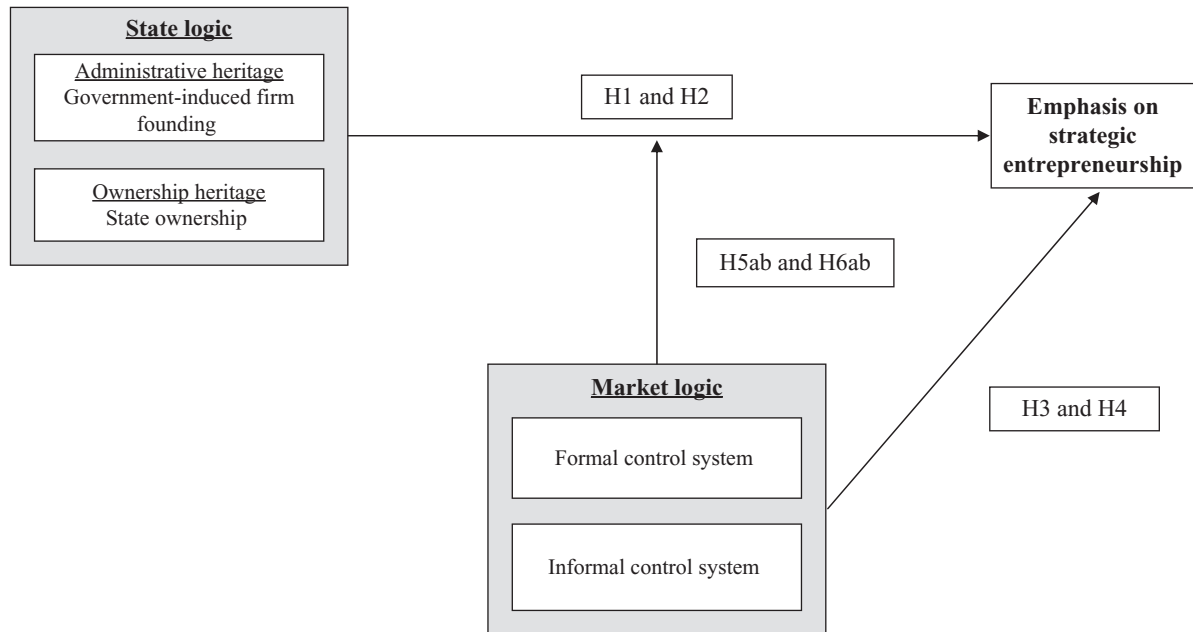 State logic
Administrative heritage
Government-induced firm
founding
Ownership heritage
State ownership
H1 and H2
Emphasis on
strategic
entrepreneurship
H5ab and H6ab
Market logic
Formal control system
Informal control system
H3 and H4